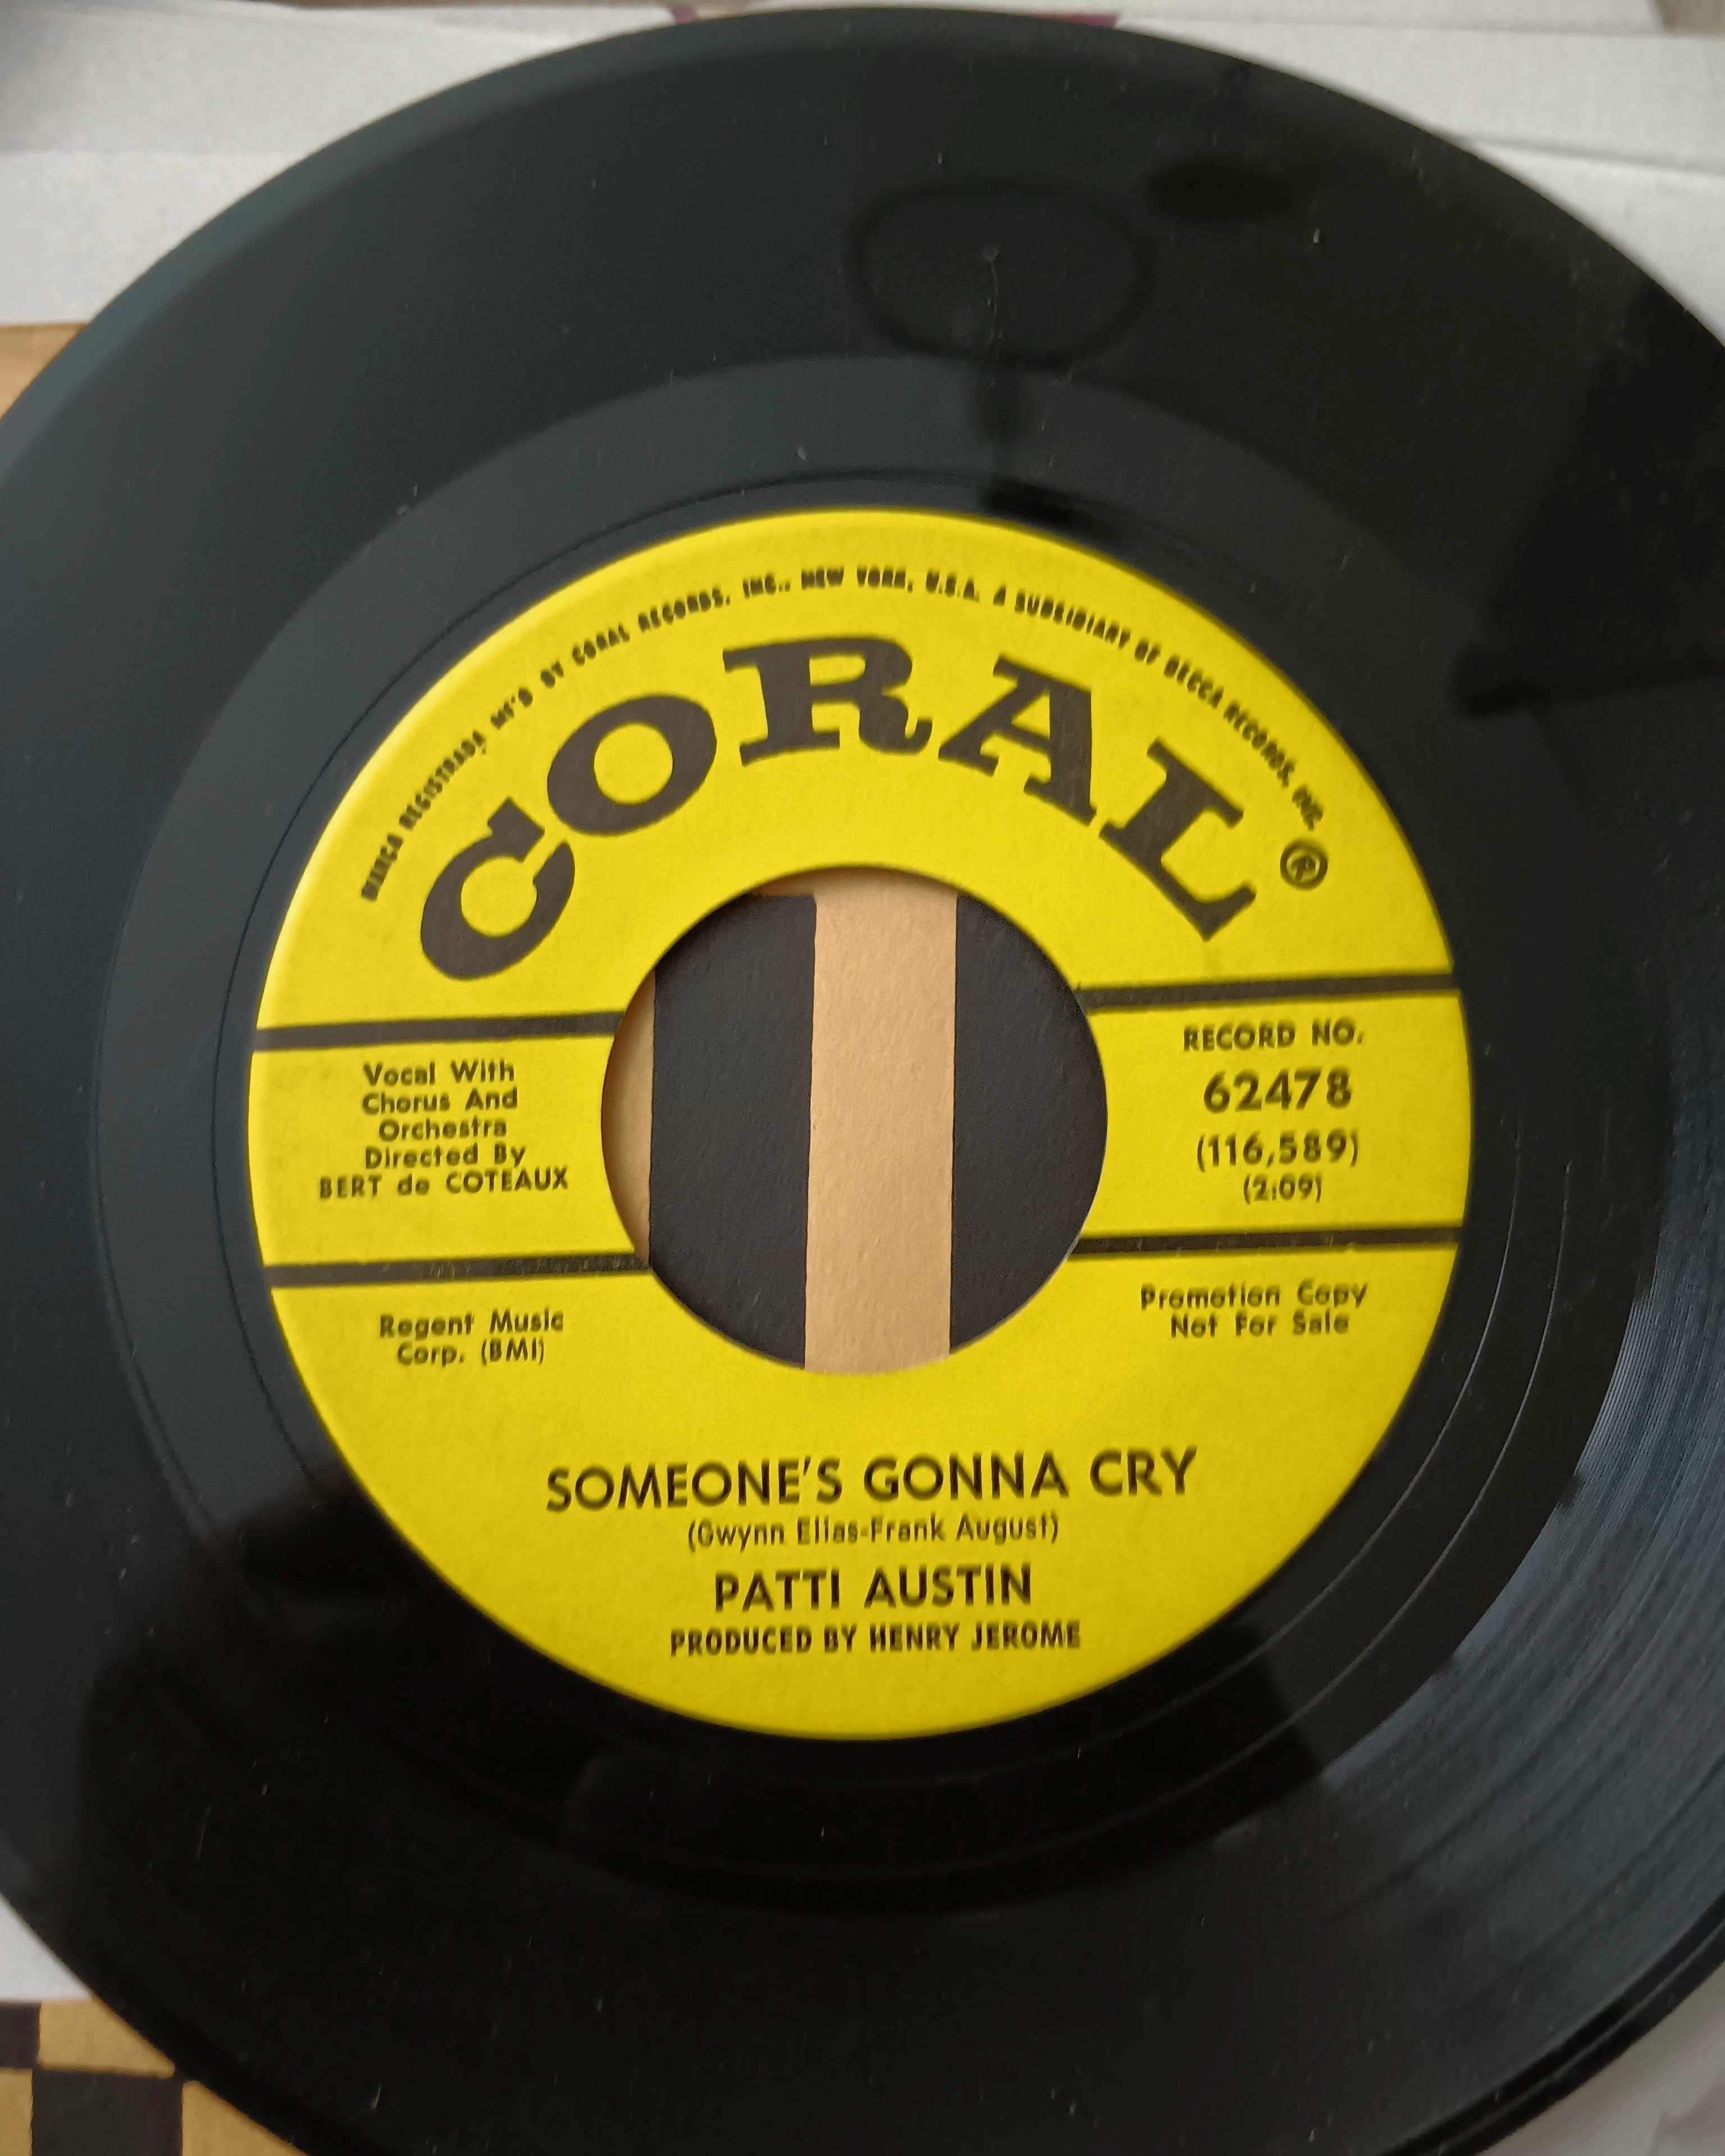 MARCA REGISTRADA MF'D BY CORAL RECORDS, INC., NEW YORK, U.S.A. A SUBSIDIARY OF DECCA RECORDS, INC.
CORAL®
Vocal With
Chorus And
Orchestra
Directed By
BERT de COTEAUX
RECORD NO.
62478
(116,589)
(2:09)
Regent Music
Corp. (BMI)
Promotion Copy
Not For Sale
SOMEONE'S GONNA CRY
(Gwynn Elias-Frank August)
PATTI AUSTIN
PRODUCED BY HENRY JEROME